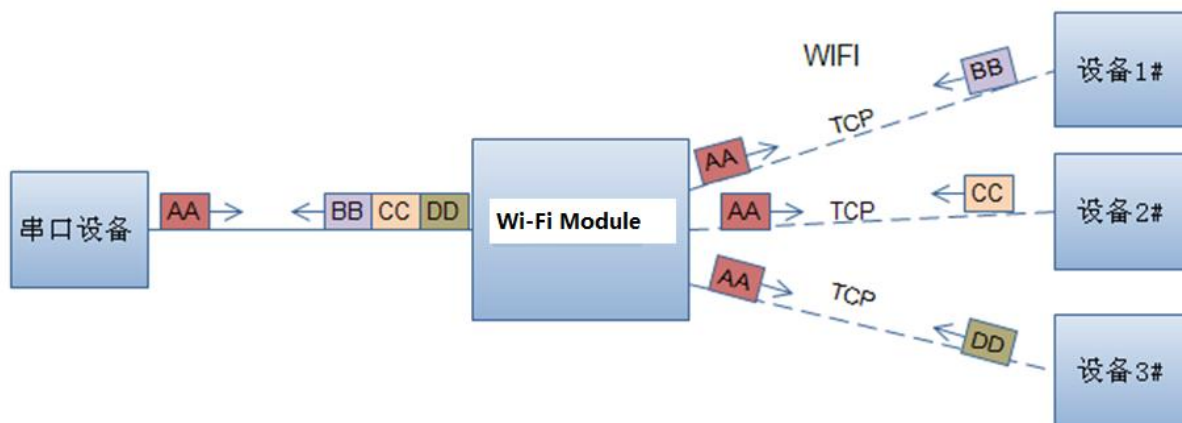 WIFI
BB
设备1#
TCP
AA
串口设备
AA
BB CC DD
Wi-Fi Module
AA
TCP
CC
设备2#
AA
TCP
DD
设备3#